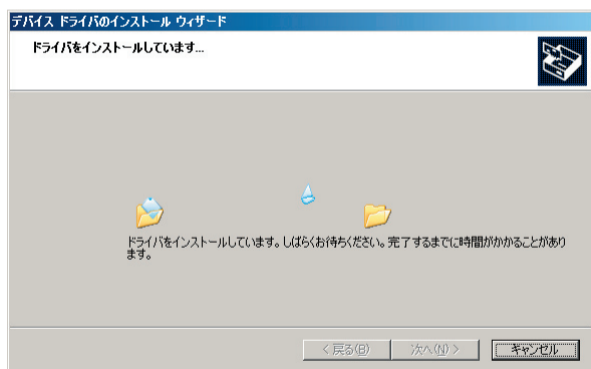 デバイス ドライバのインストール ウィザード
ドライバをインストールしています...
ドライバをインストールしています。しばらくお待ちください。完了するまでに時間がかかることがあり
ます。
< 戻る(B)
次へ(N) >
キャンセル